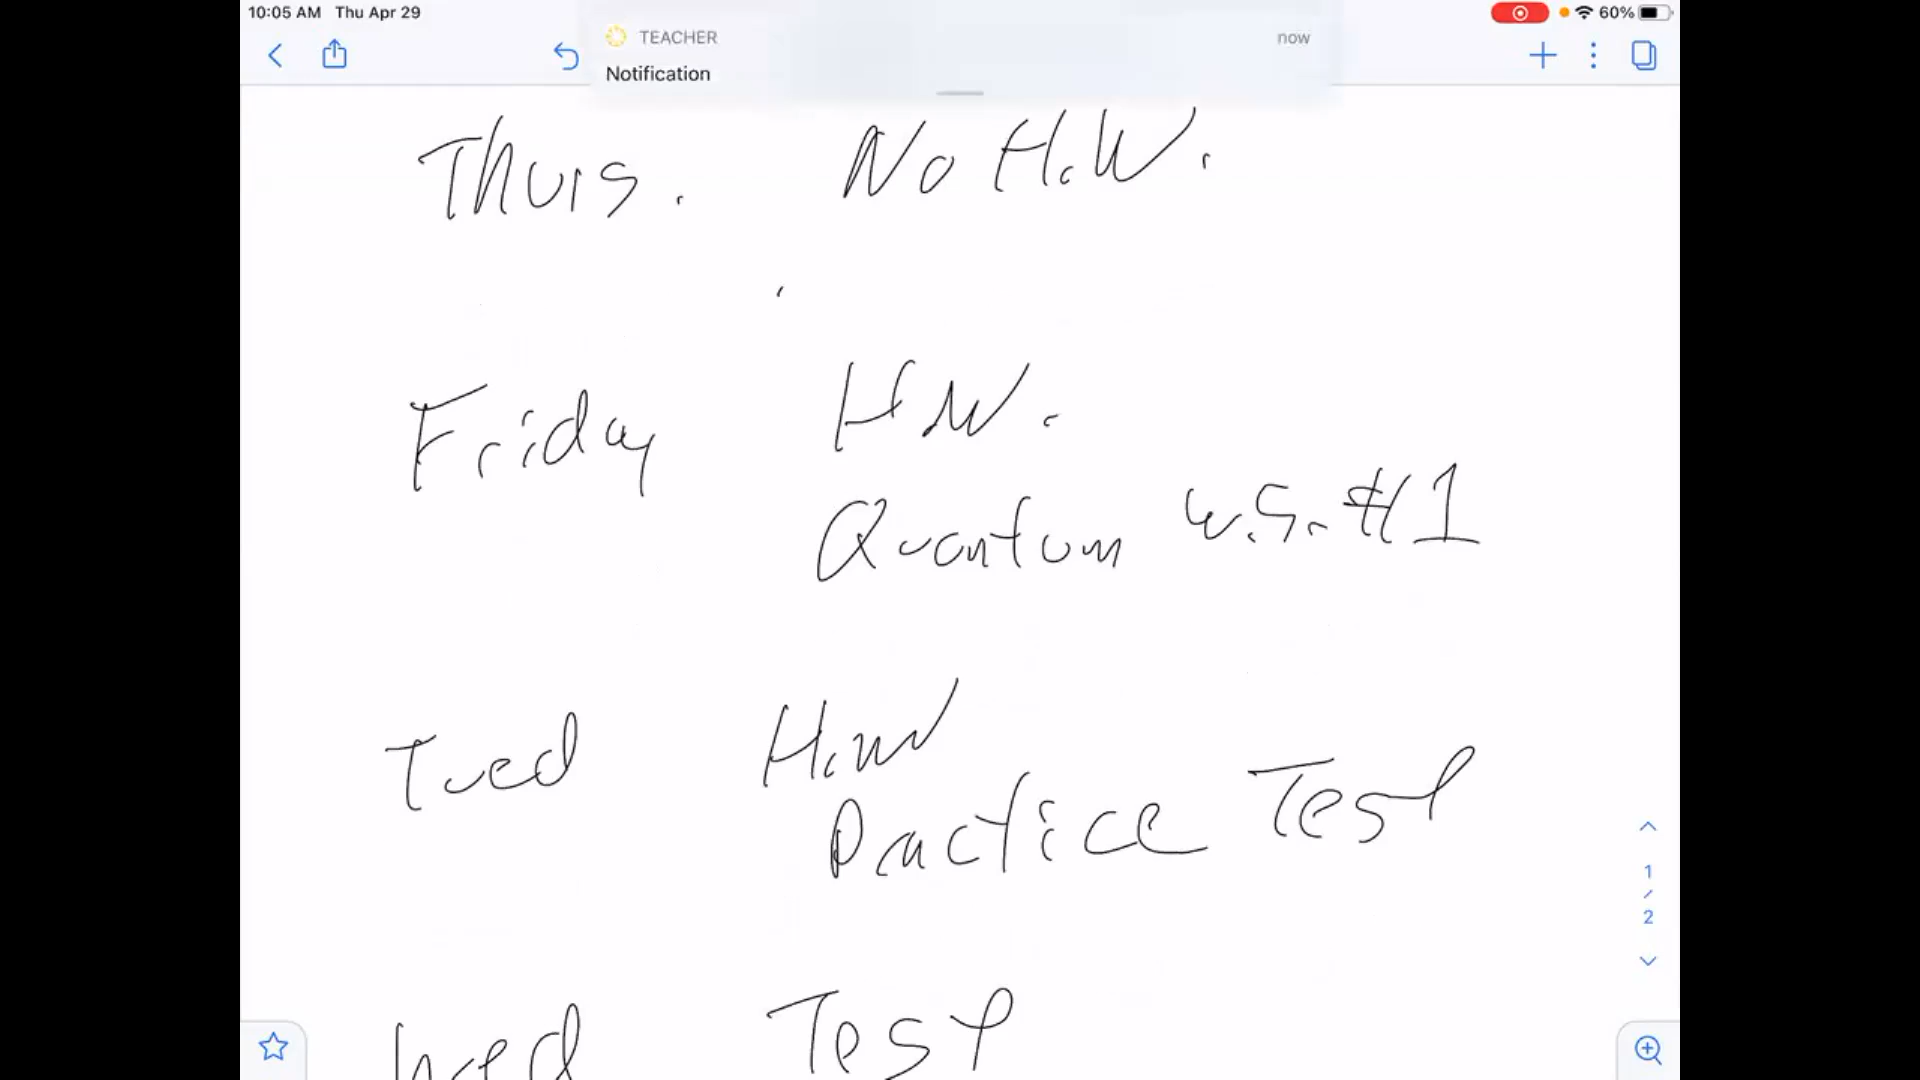 10:05 AM Thu Apr 29
60%
TEACHER
now
Notification
Thurs. No H.W.
Friday H.W.
Quantum W.S. #1
Tued H.W
Practice Test
Wed Test
1
/
2